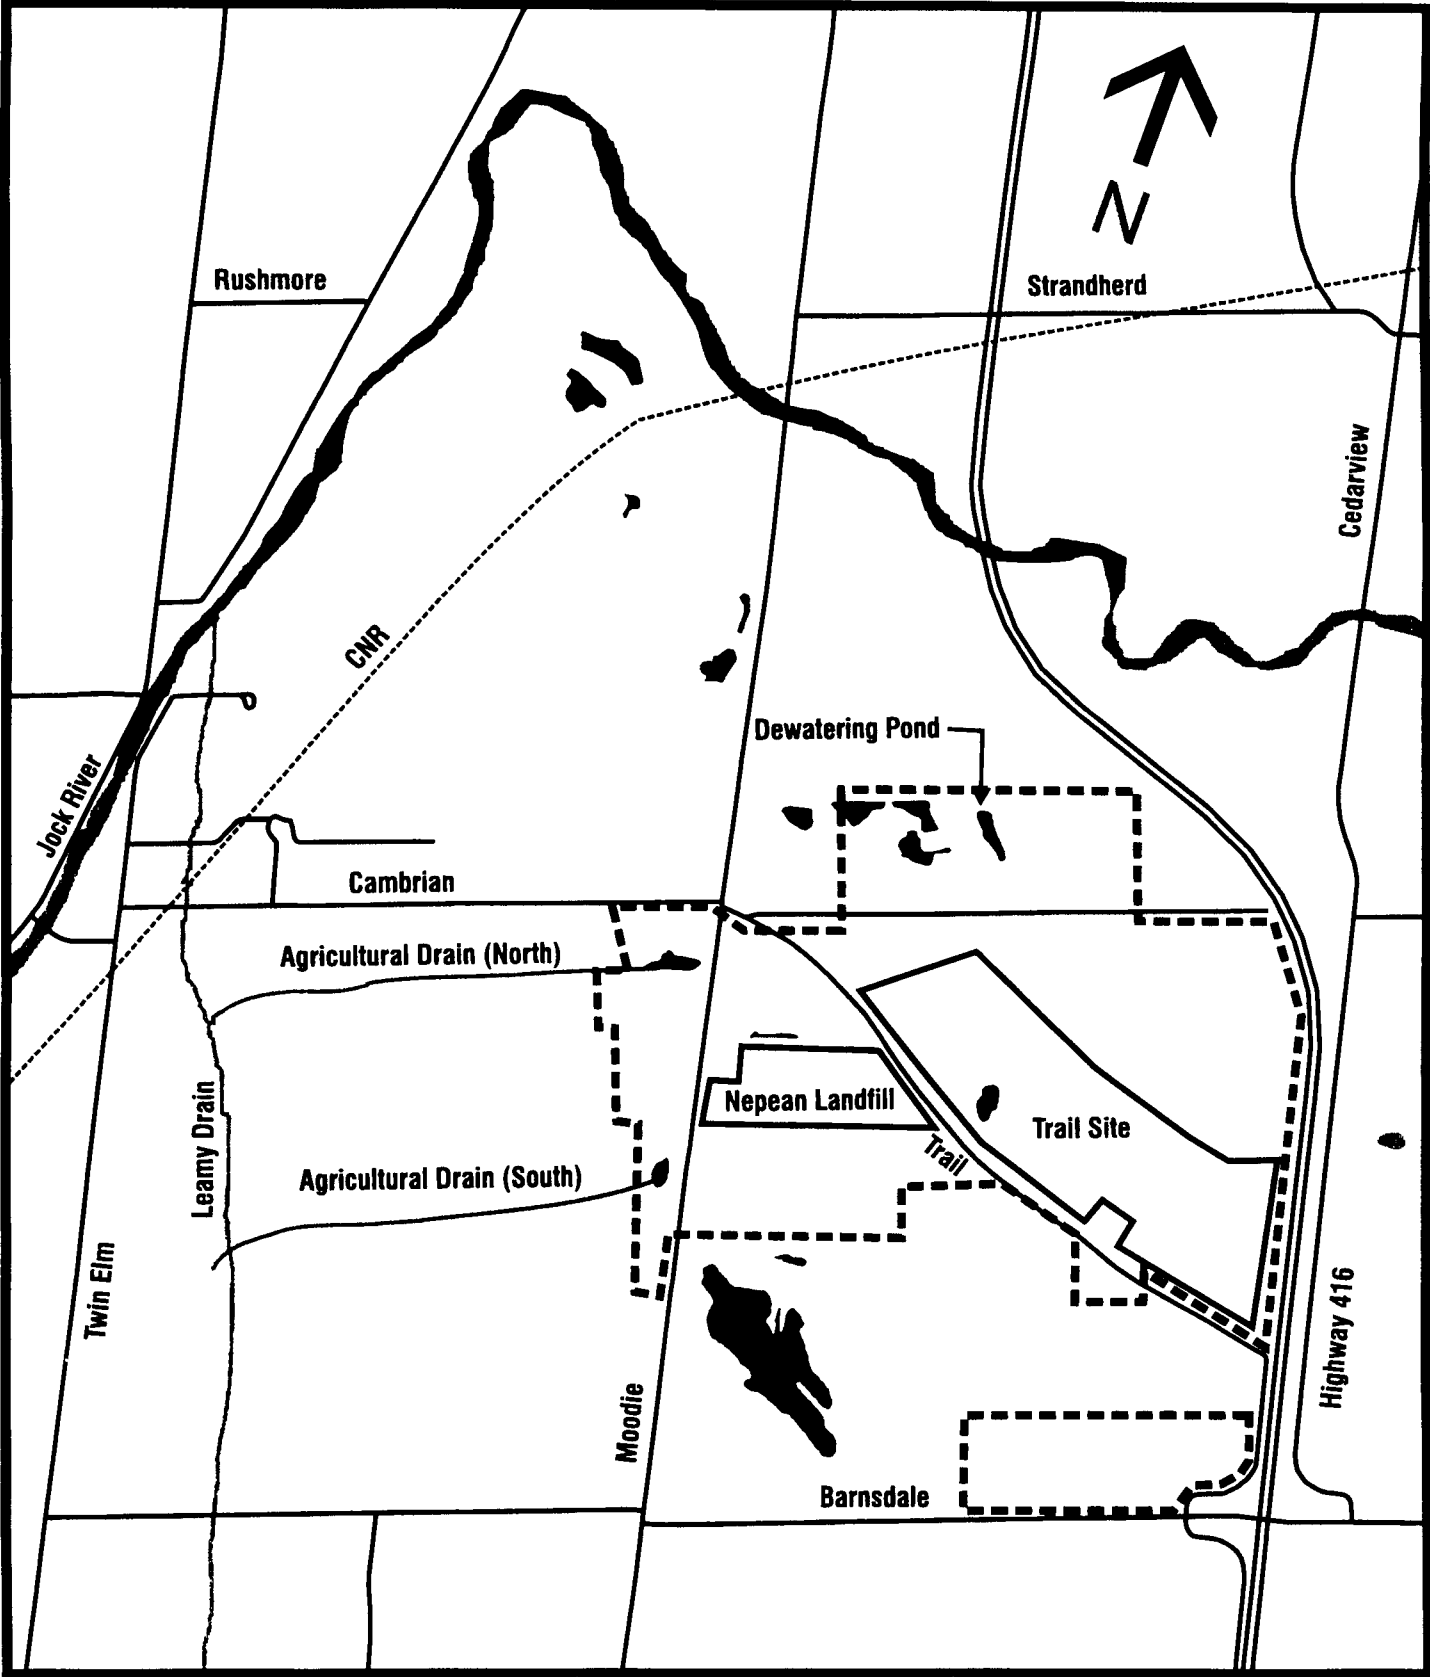 N
Rushmore
Strandherd
Cedarview
CNR
Dewatering Pond
Jock River
Cambrian
Agricultural Drain (North)
Nepean Landfill
Trail Site
Trail
Leamy Drain
Agricultural Drain (South)
Twin Elm
Highway 416
Moodie
Barnsdale